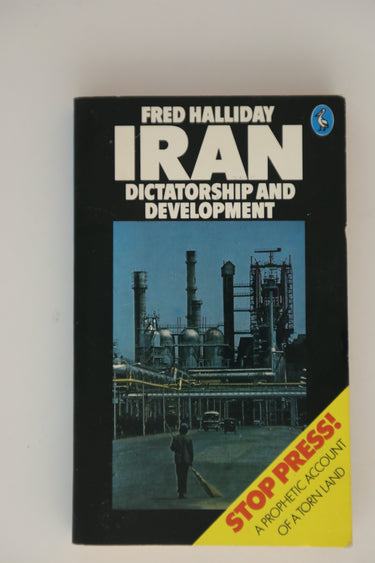 FRED HALLIDAY
IRAN
DICTATORSHIP AND
DEVELOPMENT
STOP PRESS!
A PROPHETIC ACCOUNT
OF A TORN LAND